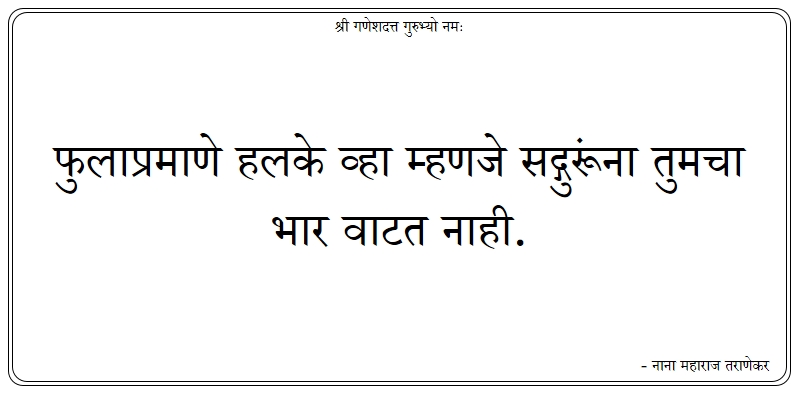 श्री गणेशदत्त गुरुभ्यो नमः
फुलाप्रमाणे हलके व्हा म्हणजे सद्गुरूंना तुमचा
भार वाटत नाही.
- नाना महाराज तराणेकर